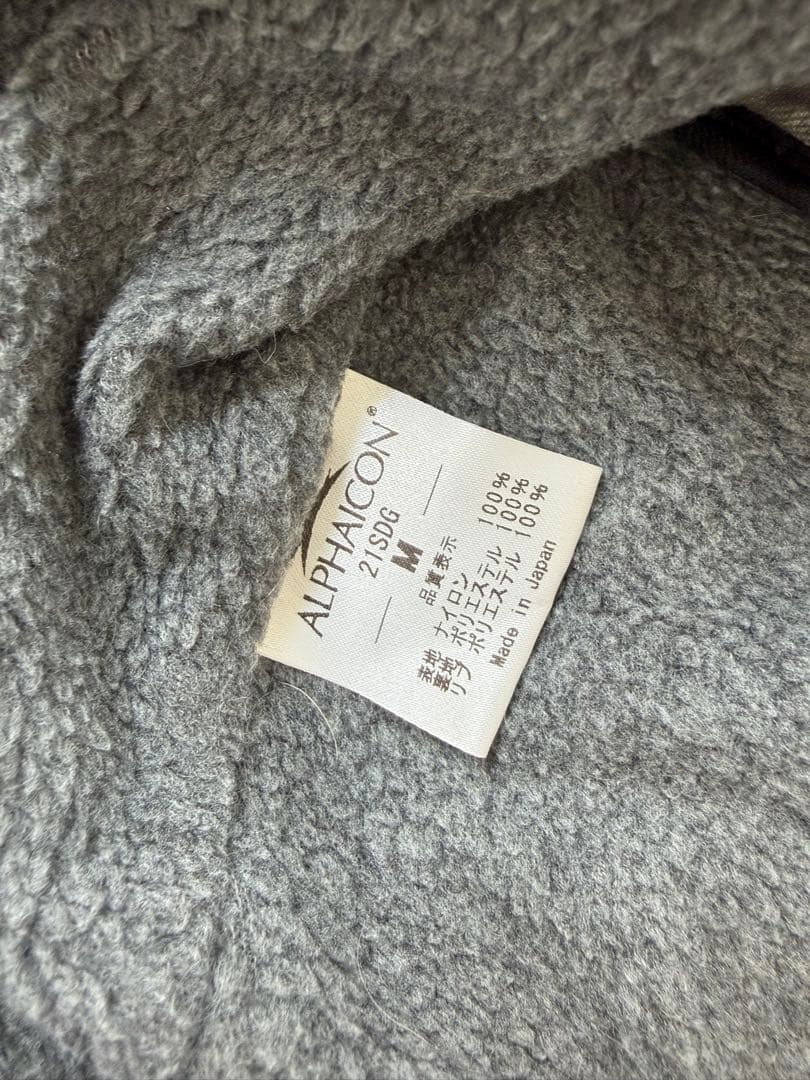 ALPHAICON®
21SDG
M
品質表示
表地 ナイロン 100%
裏地 ポリエステル 100%
リブ ポリエステル 100%
Made in Japan